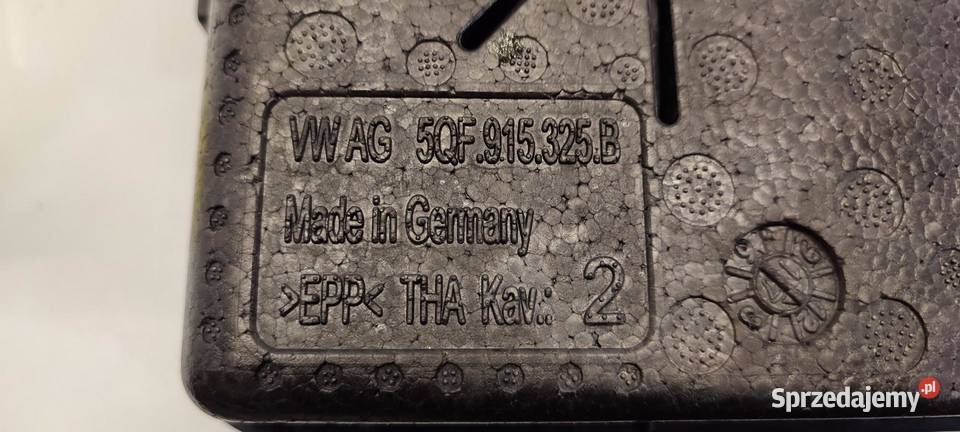 VW AG 5QF.915.325.B
Made in Germany
>EPP< THA Kav.: 2
Sprzedajemy.pl